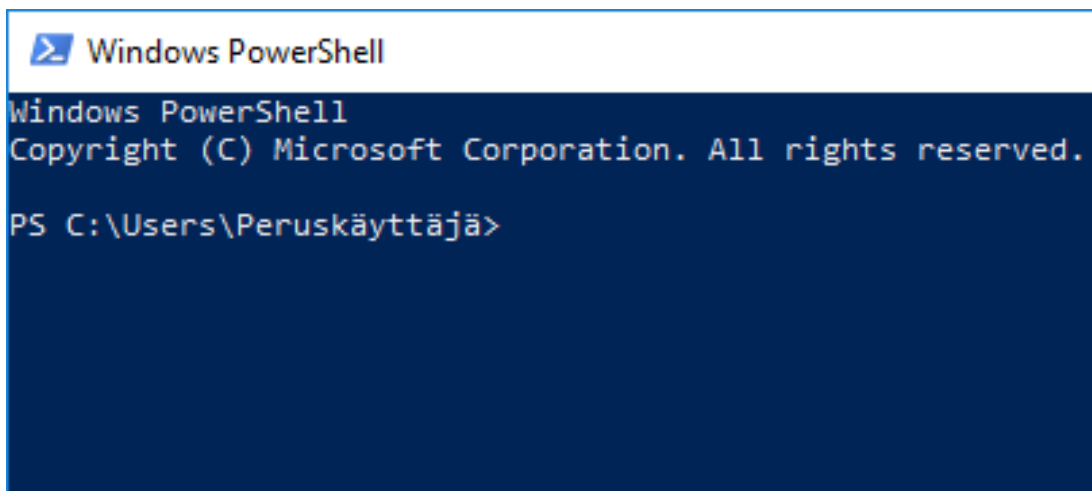 Windows PowerShell
Windows PowerShell
Copyright (C) Microsoft Corporation. All rights reserved.
PS C:\Users\Peruskäyttäjä>